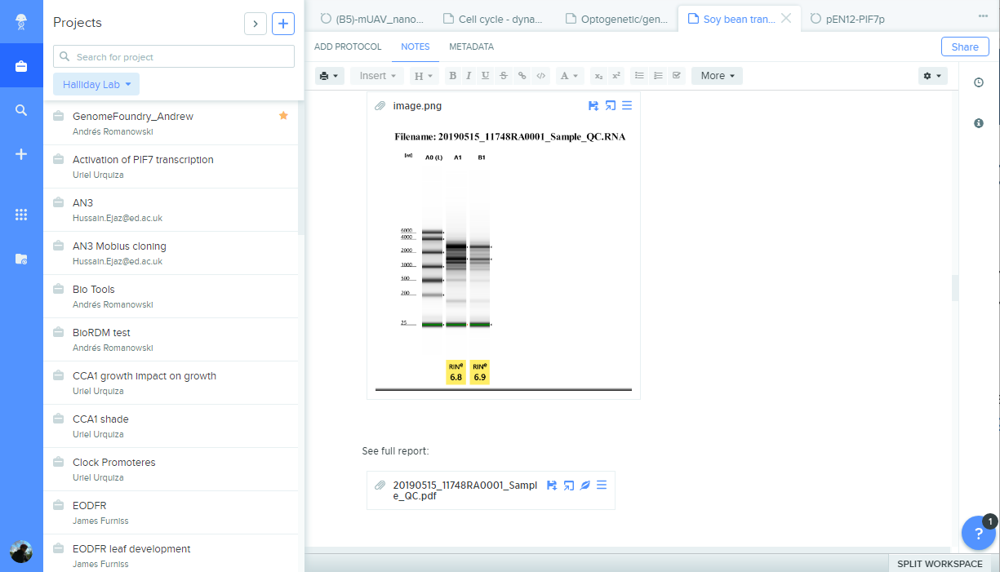 Projects
Search for project
Halliday Lab
GenomeFoundry_Andrew
Andrés Romanowski
Activation of PIF7 transcription
Uriel Urquiza
AN3
Hussain.Ejaz@ed.ac.uk
AN3 Mobius cloning
Hussain.Ejaz@ed.ac.uk
Bio Tools
Andrés Romanowski
BioRDM test
Andrés Romanowski
CCA1 growth impact on growth
Uriel Urquiza
CCA1 shade
Uriel Urquiza
Clock Promoteres
Uriel Urquiza
EODFR
James Furniss
EODFR leaf development
James Furniss
(B5)-mUAV_nano... Cell cycle - dyna... Optogenetic/gen... Soy bean tran... pEN12-PIF7p
ADD PROTOCOL NOTES METADATA Share
Insert H B I U S A x₂ x² More
image.png
Filename: 20190515_11748RA0001_Sample_QC.RNA
[nt] A0 (L) A1 B1
6000
4000
2000
1000
500
200
25
RINᵉ RINᵉ
6.8 6.9
See full report:
20190515_11748RA0001_Sampl
e_QC.pdf
? 1
SPLIT WORKSPACE